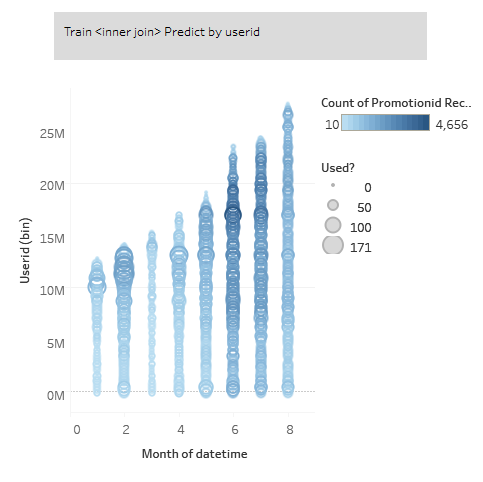 Train <inner join> Predict by userid
Count of Promotionid Rec..
10 4,656
Used?
0
50
100
171
Userid (bin)
25M
20M
15M
10M
5M
0M
0 2 4 6 8
Month of datetime